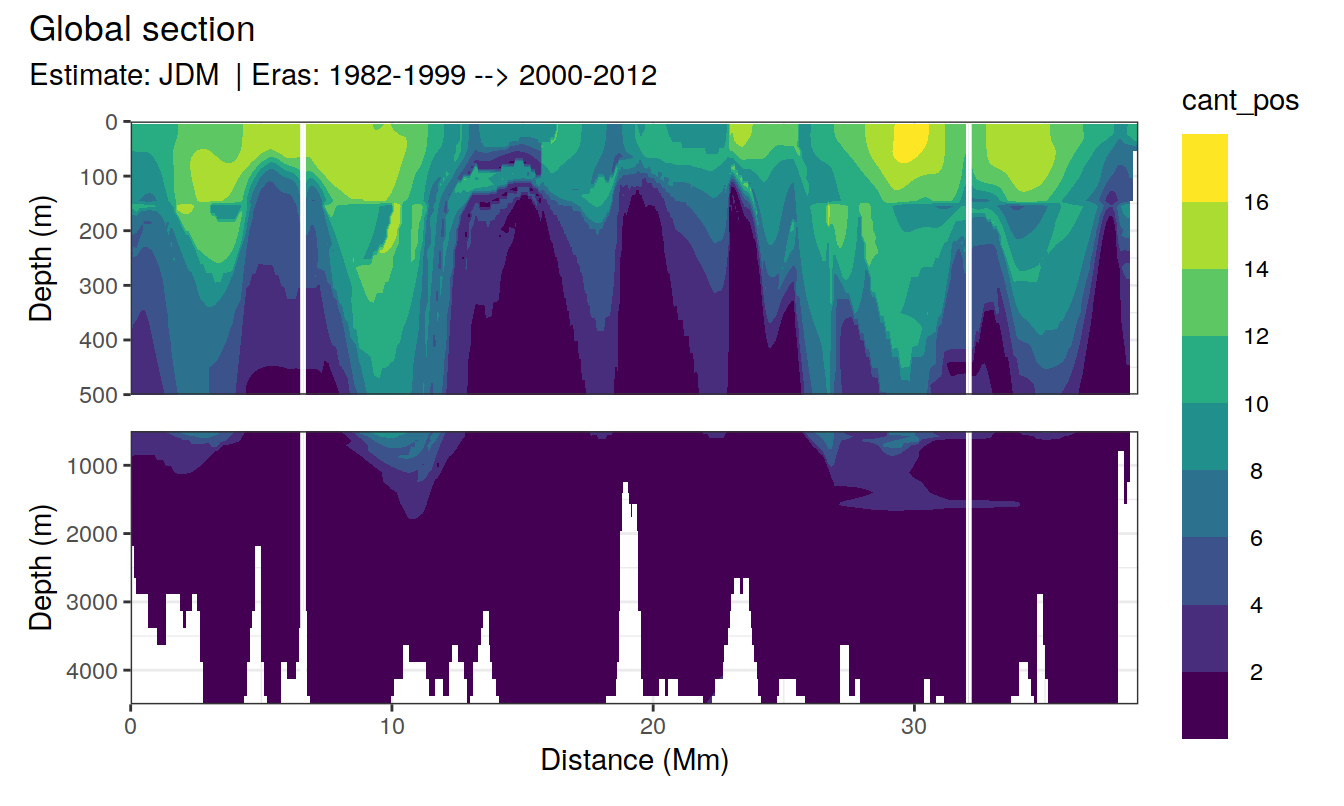 Global section
Estimate: JDM | Eras: 1982-1999 --> 2000-2012
cant_pos
0
100
200
300
400
500
Depth (m)
16
14
12
10
8
6
4
2
1000
2000
3000
4000
Depth (m)
0 10 20 30
Distance (Mm)